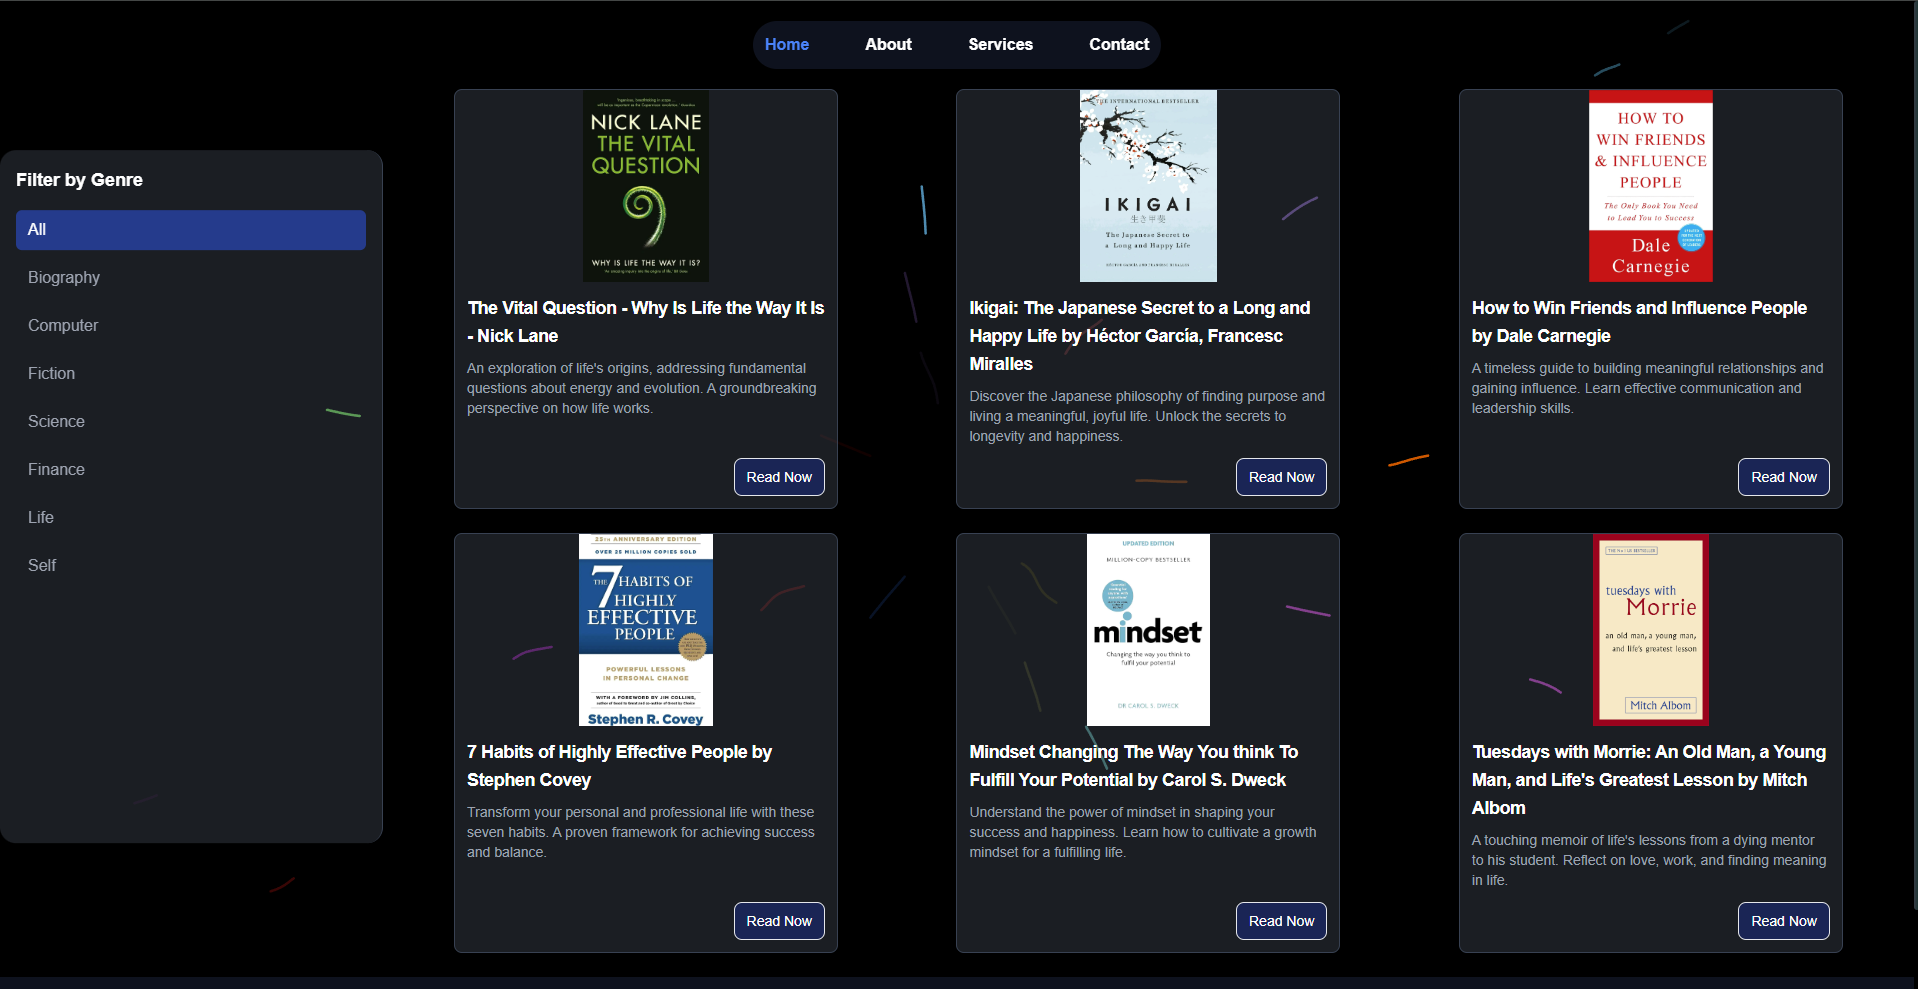 Home About Services Contact
Filter by Genre
All
Biography
Computer
Fiction
Science
Finance
Life
Self
NICK LANE
THE VITAL
QUESTION
WHY IS LIFE THE WAY IT IS?
The Vital Question - Why Is Life the Way It Is
- Nick Lane
An exploration of life's origins, addressing fundamental
questions about energy and evolution. A groundbreaking
perspective on how life works.
Read Now
THE INTERNATIONAL BESTSELLER
IKIGAI
生き甲斐
The Japanese Secret to
a Long and Happy Life
HÉCTOR GARCÍA AND FRANCESC MIRALLES
Ikigai: The Japanese Secret to a Long and
Happy Life by Héctor García, Francesc
Miralles
Discover the Japanese philosophy of finding purpose and
living a meaningful, joyful life. Unlock the secrets to
longevity and happiness.
Read Now
HOW TO
WIN FRIENDS
& INFLUENCE
PEOPLE
The Only Book You Need
to Lead You to Success
Dale
Carnegie
How to Win Friends and Influence People
by Dale Carnegie
A timeless guide to building meaningful relationships and
gaining influence. Learn effective communication and
leadership skills.
Read Now
25TH ANNIVERSARY EDITION
OVER 25 MILLION COPIES SOLD
THE 7 HABITS OF
HIGHLY
EFFECTIVE
PEOPLE
POWERFUL LESSONS
IN PERSONAL CHANGE
WITH A FOREWORD BY JIM COLLINS,
Stephen R. Covey
7 Habits of Highly Effective People by
Stephen Covey
Transform your personal and professional life with these
seven habits. A proven framework for achieving success
and balance.
Read Now
UPDATED EDITION
MILLION-COPY BESTSELLER
mindset
Changing the way you think to
fulfil your potential
DR CAROL S. DWECK
Mindset Changing The Way You think To
Fulfill Your Potential by Carol S. Dweck
Understand the power of mindset in shaping your
success and happiness. Learn how to cultivate a growth
mindset for a fulfilling life.
Read Now
tuesdays with
Morrie
an old man, a young man,
and life's greatest lesson
Mitch Albom
Tuesdays with Morrie: An Old Man, a Young
Man, and Life's Greatest Lesson by Mitch
Albom
A touching memoir of life's lessons from a dying mentor
to his student. Reflect on love, work, and finding meaning
in life.
Read Now